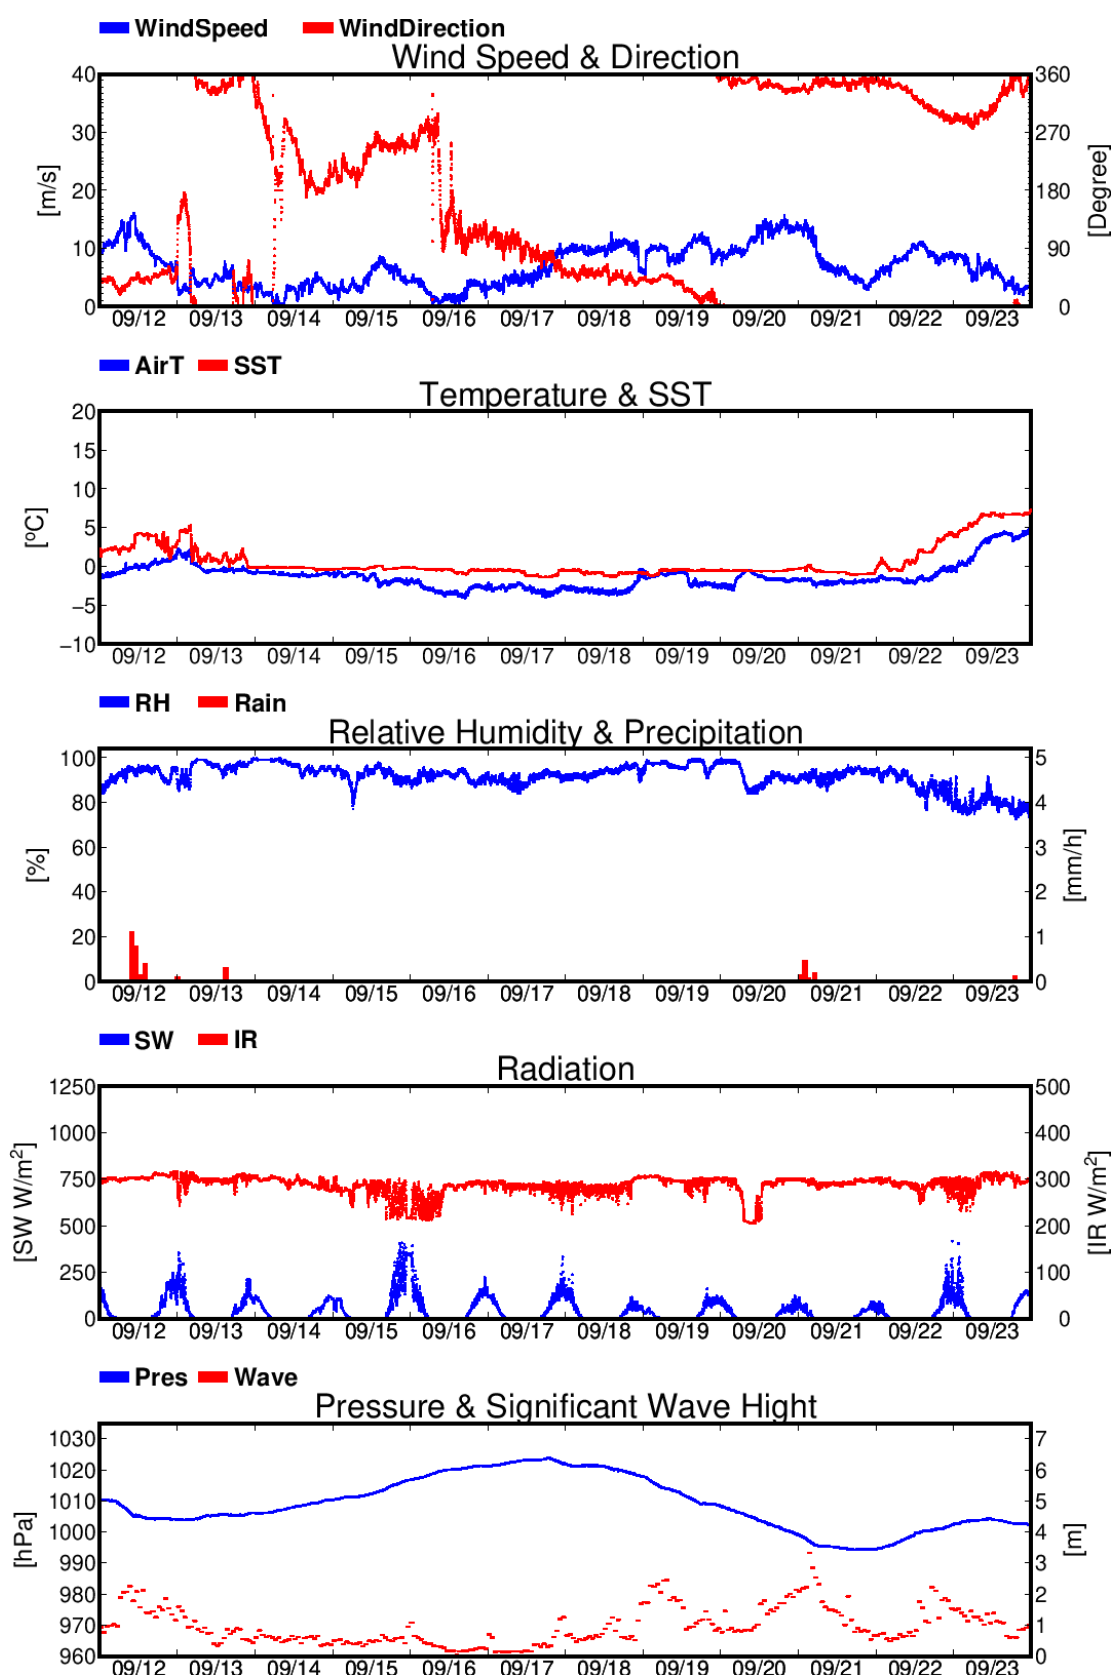 WindSpeed WindDirection
Wind Speed & Direction
40 360
30 270
20 180
10 90
0 0
[m/s] [Degree]
09/12 09/13 09/14 09/15 09/16 09/17 09/18 09/19 09/20 09/21 09/22 09/23
AirT SST
Temperature & SST
20
15
10
5
0
−5
−10
[ºC]
09/12 09/13 09/14 09/15 09/16 09/17 09/18 09/19 09/20 09/21 09/22 09/23
RH Rain
Relative Humidity & Precipitation
100 5
80 4
60 3
40 2
20 1
0 0
[%] [mm/h]
09/12 09/13 09/14 09/15 09/16 09/17 09/18 09/19 09/20 09/21 09/22 09/23
SW IR
Radiation
1250 500
1000 400
750 300
500 200
250 100
0 0
[SW W/m²] [IR W/m²]
09/12 09/13 09/14 09/15 09/16 09/17 09/18 09/19 09/20 09/21 09/22 09/23
Pres Wave
Pressure & Significant Wave Hight
1030 7
1020 6
1010 5
1000 4
990 3
980 2
970 1
960 0
[hPa] [m]
09/12 09/13 09/14 09/15 09/16 09/17 09/18 09/19 09/20 09/21 09/22 09/23